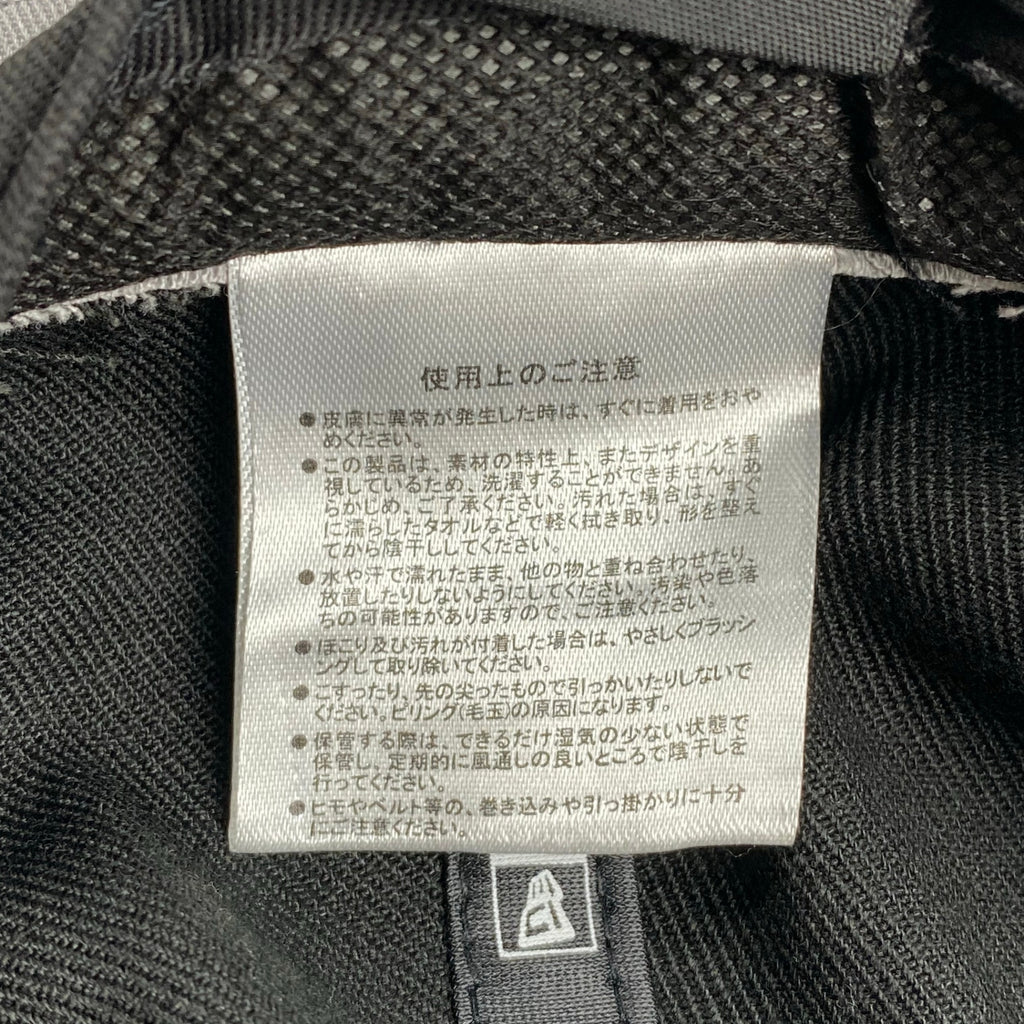 使用上のご注意
●皮膚に異常が発生した時は、すぐに着用をおや
めください。
●この製品は、素材の特性上、またデザインを重
視しているため、洗濯することができません。あ
らかじめ、ご了承ください。汚れた場合は、すぐ
に濡らしたタオルなどで軽く拭き取り、形を整え
てから陰干ししてください。
●水や汗で濡れたまま、他の物と重ね合わせたり、
放置したりしないようにしてください。汚染や色落
ちの可能性がありますので、ご注意ください。
●ほこり及び汚れが付着した場合は、やさしくブラッシ
ングして取り除いてください。
●こすったり、先の尖ったもので引っかいたりしないで
ください。ピリング(毛玉)の原因になります。
●保管する際は、できるだけ湿気の少ない状態で
保管し、定期的に風通しの良いところで陰干しを
行ってください。
●ヒモやベルト等の、巻き込みや引っ掛かりに十分
にご注意ください。